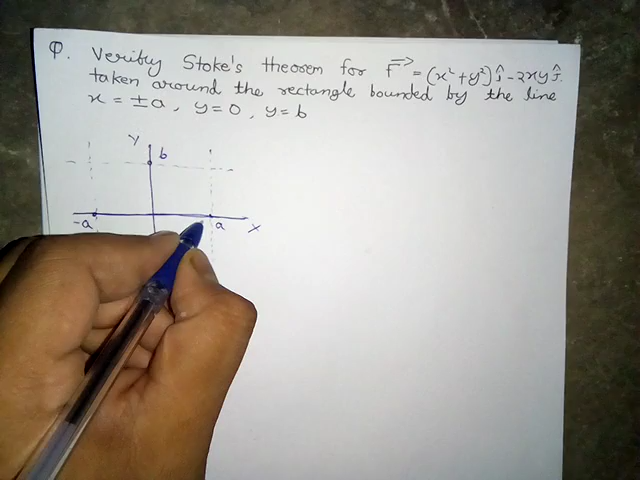 Q. Verify Stoke's theorem for F⃗ = (x² + y²) ĵ - 2xy ĵ.
taken around the rectangle bounded by the line
x = ±a, y = 0, y = b
y
b
-a a x